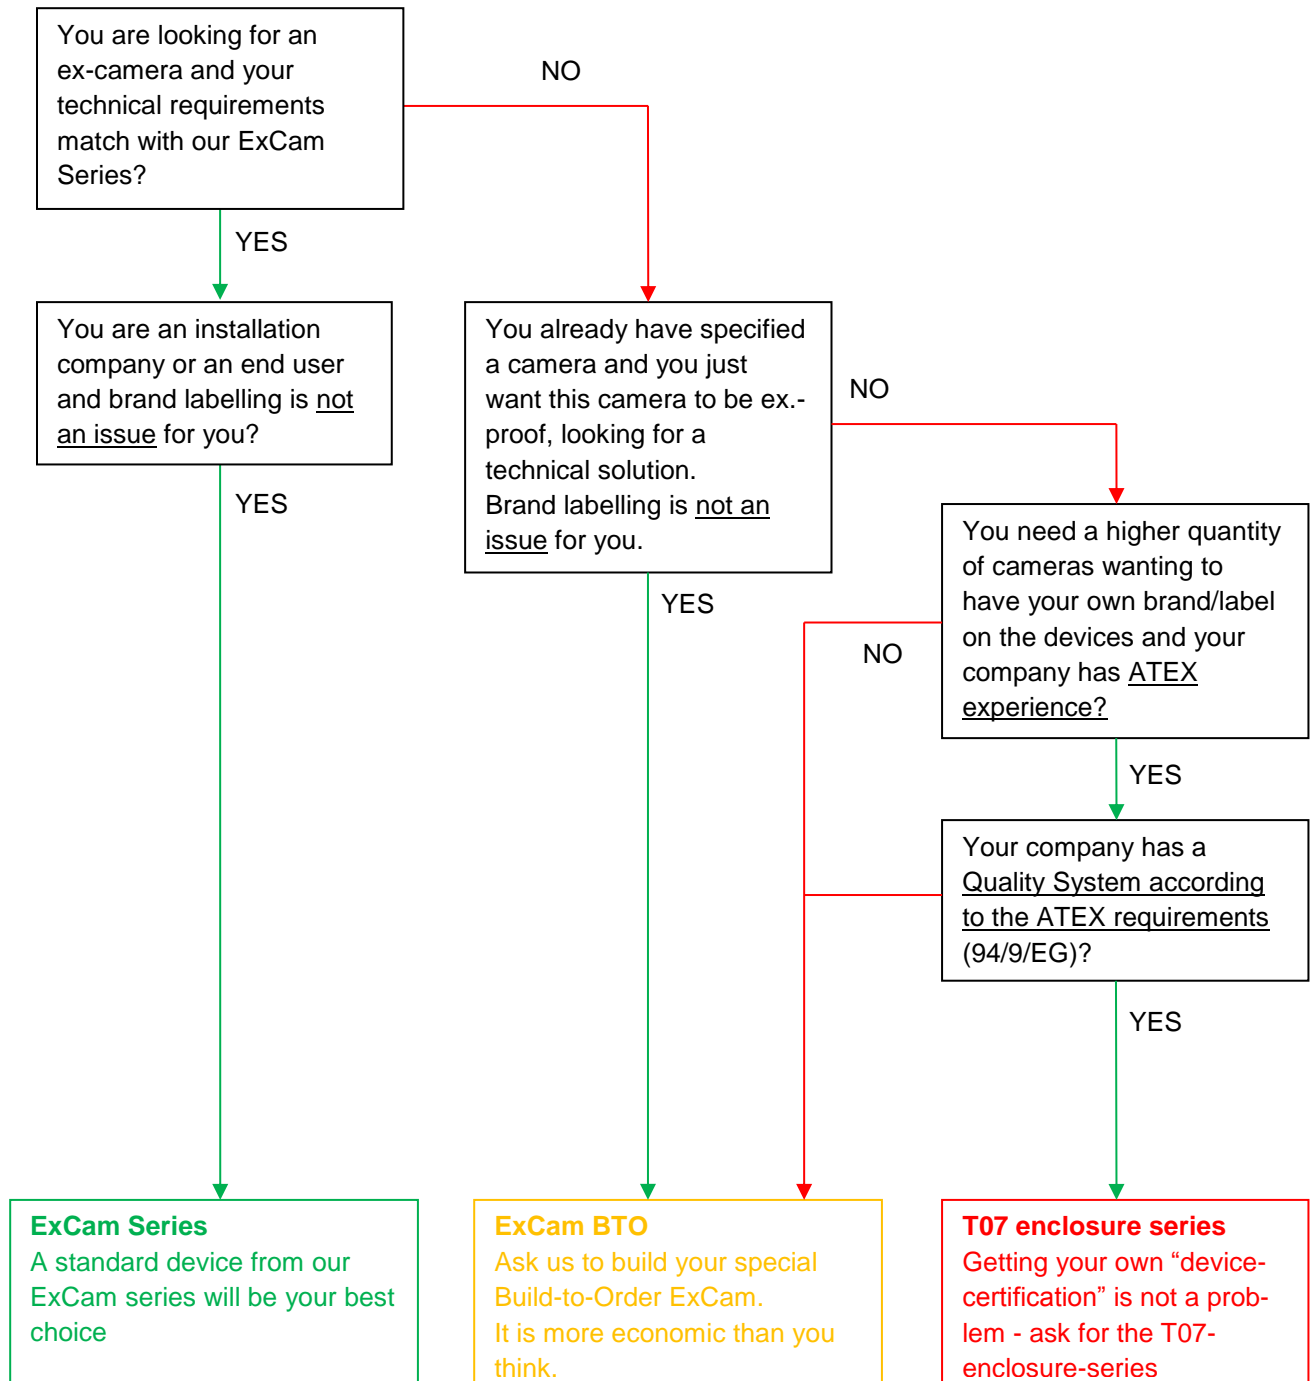 You are looking for an
ex-camera and your
technical requirements
match with our ExCam
Series?
NO
YES
You are an installation
company or an end user
and brand labelling is not
an issue for you?
YES
You already have specified
a camera and you just
want this camera to be ex.-
proof, looking for a
technical solution.
Brand labelling is not an
issue for you.
NO
YES
You need a higher quantity
of cameras wanting to
have your own brand/label
on the devices and your
company has ATEX
experience?
NO
YES
Your company has a
Quality System according
to the ATEX requirements
(94/9/EG)?
YES
ExCam Series
A standard device from our
ExCam series will be your best
choice
ExCam BTO
Ask us to build your special
Build-to-Order ExCam.
It is more economic than you
think.
T07 enclosure series
Getting your own “device-
certification” is not a prob-
lem - ask for the T07-
enclosure-series